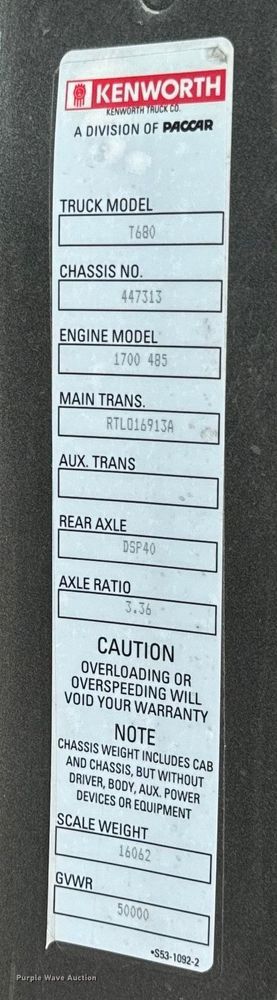 KENWORTH
KENWORTH TRUCK CO.
A DIVISION OF PACCAR
TRUCK MODEL
T680
CHASSIS NO.
447313
ENGINE MODEL
1700 485
MAIN TRANS.
RTLO16913A
AUX. TRANS
REAR AXLE
DSP40
AXLE RATIO
3.36
CAUTION
OVERLOADING OR
OVERSPEEDING WILL
VOID YOUR WARRANTY
NOTE
CHASSIS WEIGHT INCLUDES CAB
AND CHASSIS, BUT WITHOUT
DRIVER, BODY, AUX. POWER
DEVICES OR EQUIPMENT
SCALE WEIGHT
16062
GVWR
50000
*S53-1092-2
Purple Wave Auction